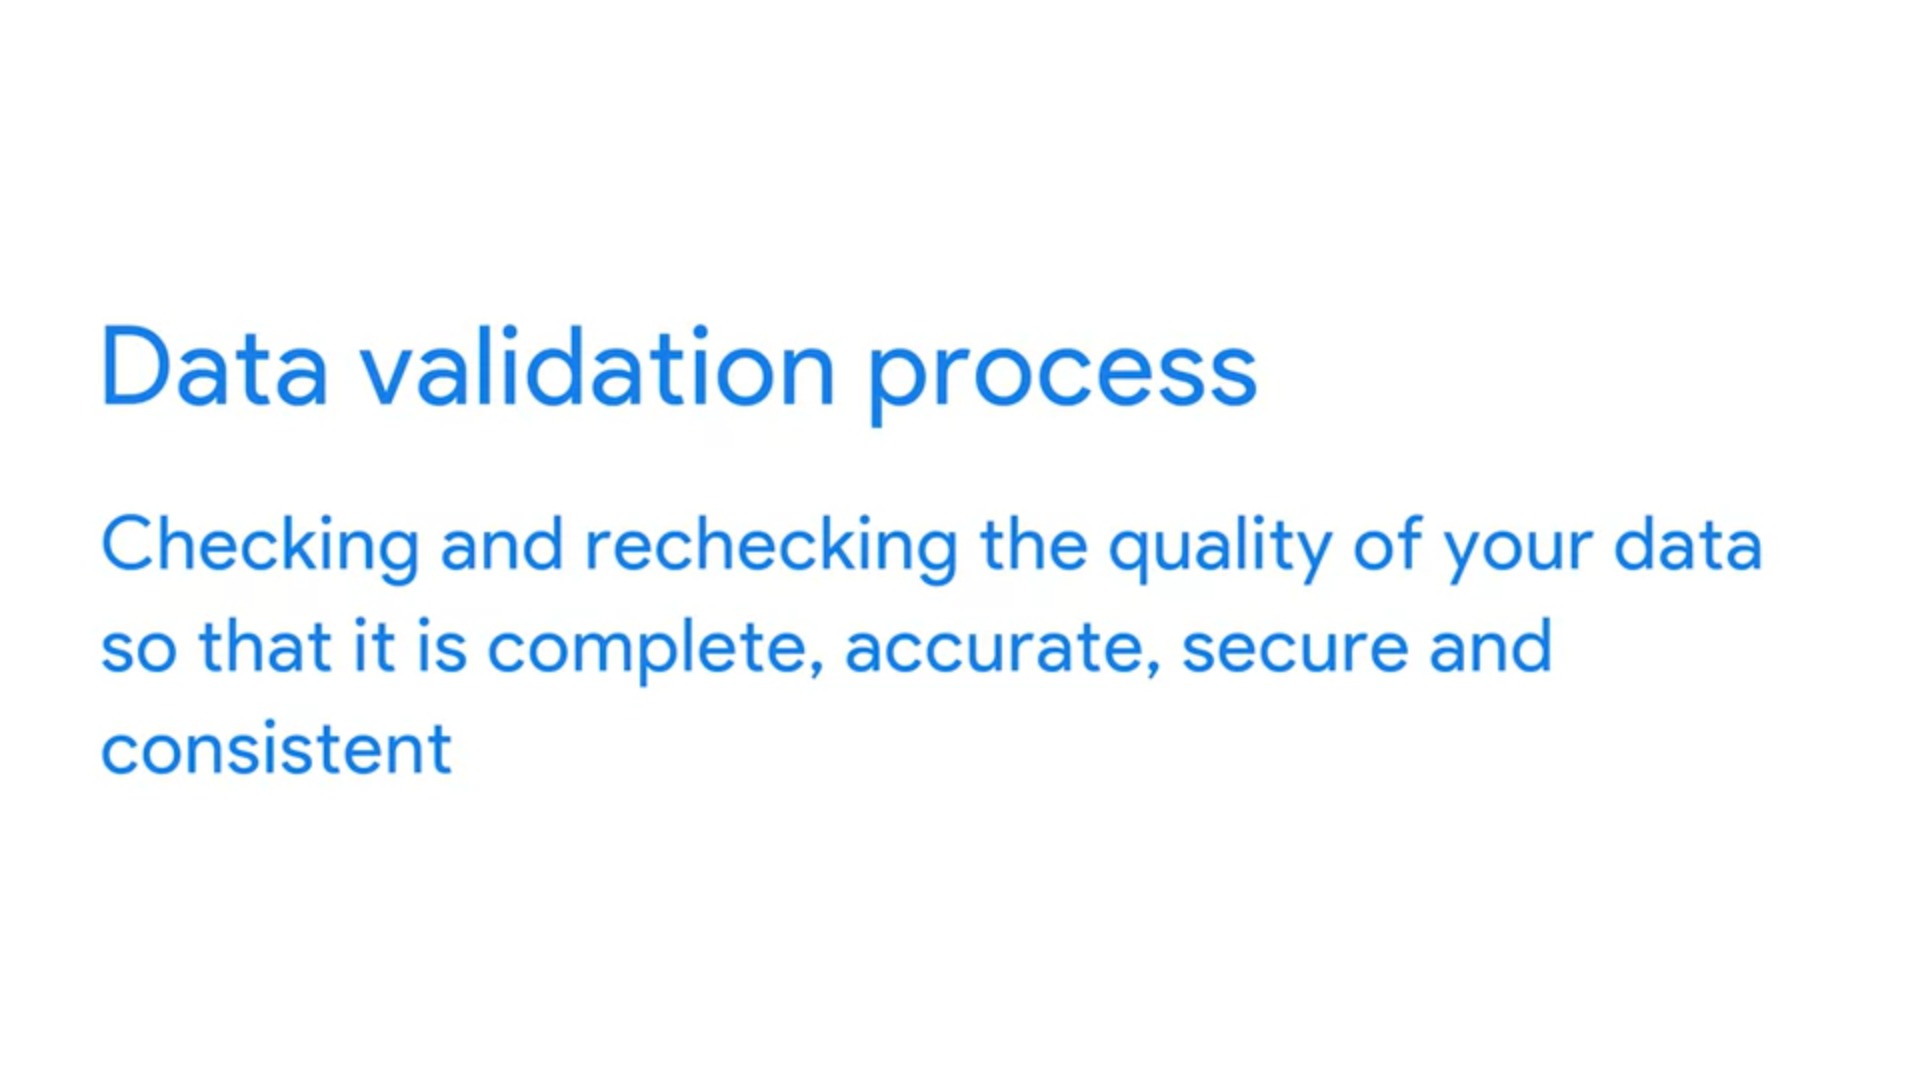 Data validation process
Checking and rechecking the quality of your data
so that it is complete, accurate, secure and
consistent